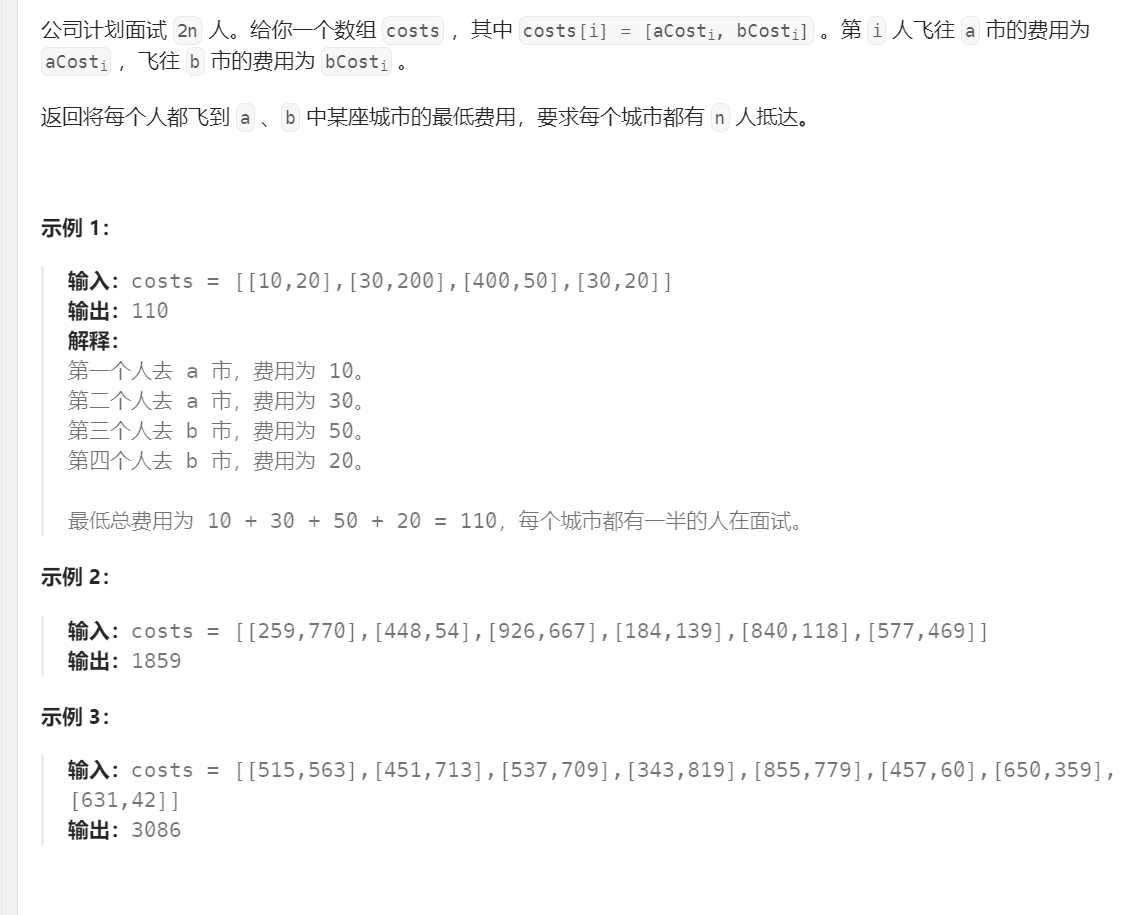 公司计划面试 2n 人。给你一个数组 costs ，其中 costs[i] = [aCostᵢ, bCostᵢ] 。第 i 人飞往 a 市的费用为
aCostᵢ ，飞往 b 市的费用为 bCostᵢ 。
返回将每个人都飞到 a 、b 中某座城市的最低费用，要求每个城市都有 n 人抵达。
示例 1：
输入：costs = [[10,20],[30,200],[400,50],[30,20]]
输出：110
解释：
第一个人去 a 市，费用为 10。
第二个人去 a 市，费用为 30。
第三个人去 b 市，费用为 50。
第四个人去 b 市，费用为 20。
最低总费用为 10 + 30 + 50 + 20 = 110，每个城市都有一半的人在面试。
示例 2：
输入：costs = [[259,770],[448,54],[926,667],[184,139],[840,118],[577,469]]
输出：1859
示例 3：
输入：costs = [[515,563],[451,713],[537,709],[343,819],[855,779],[457,60],[650,359],
[631,42]]
输出：3086